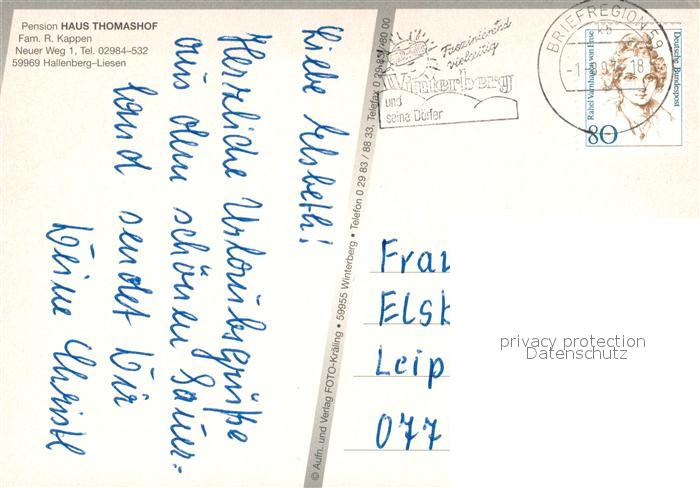 Pension HAUS THOMASHOF
Fam. R. Kappen
Neuer Weg 1, Tel. 02984–532
59969 Hallenberg-Liesen
Liebe Elsbeth!
Herzliche Urlaubsgrüße
aus dem schönen Sauer-
land sendet Dir
Deine Christl
© Aufn. und Verlag FOTO-Kräling • 59955 Winterberg • Telefon 0 29 83 / 88 33, Telefax 0 29 83 / 80 00
Faszinierend
vielseitig
Winterberg
und
seine Dörfer
BRIEFREGION 59
18
Deutsche Bundespost
Rahel Varnhagen von Ense
80
Frau
Elsb
Leip
077
privacy protection
Datenschutz